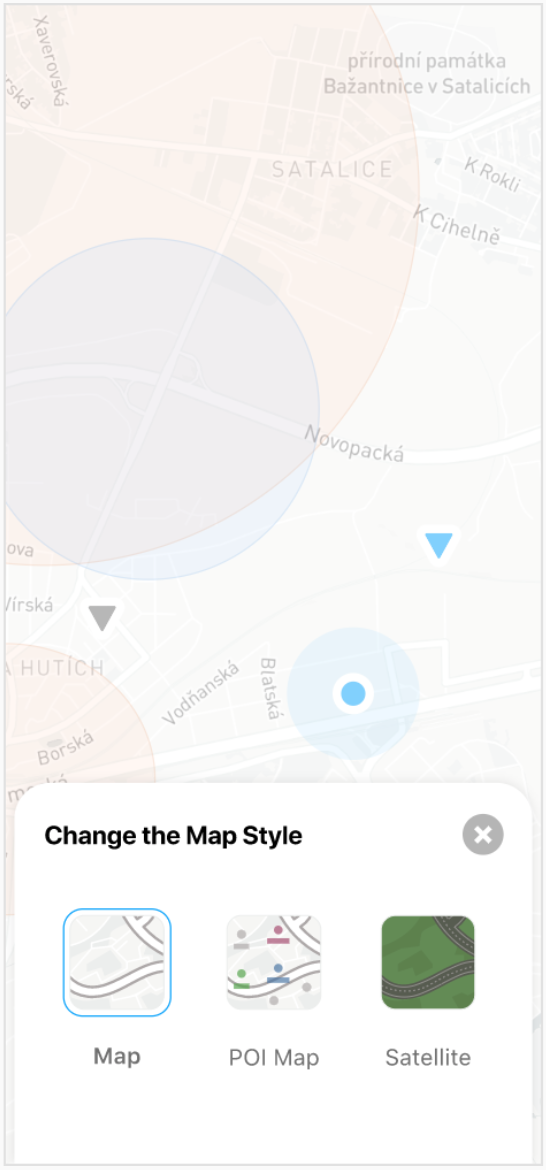 Xaverovská
přírodní památka
Bažantnice v Satalicích
SATALICE
K Rokli
K Cihelně
Novopacká
ova
Vírská
A HUTÍCH
Vodňanská
Blatská
Borská
Change the Map Style
Map
POI Map
Satellite